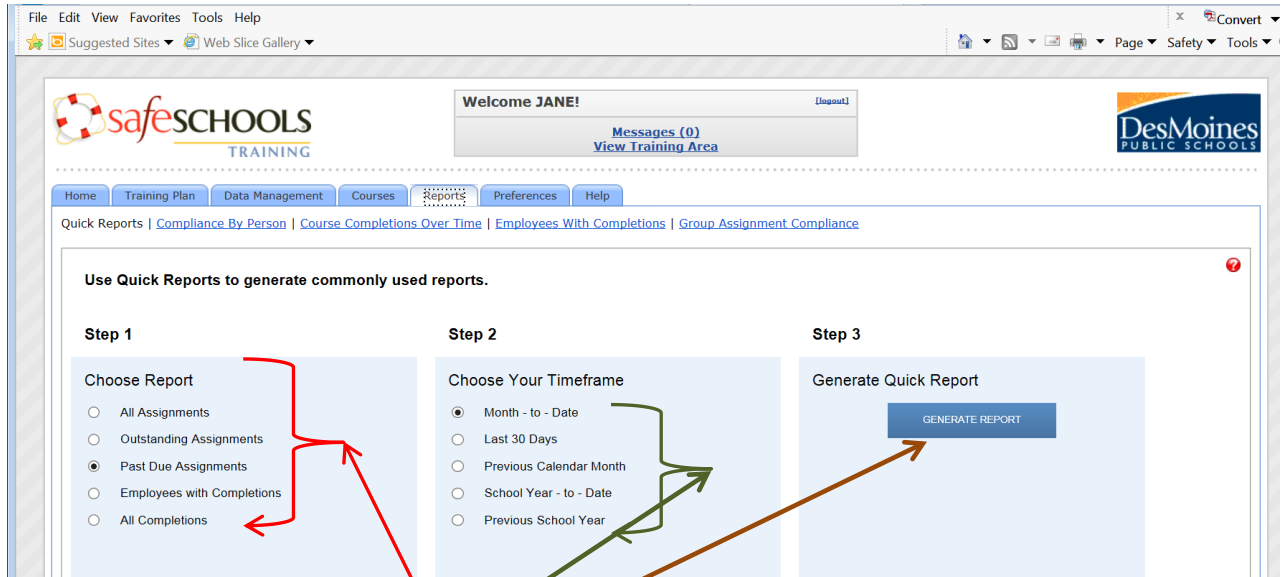 File Edit View Favorites Tools Help
x Convert
Suggested Sites Web Slice Gallery
Page Safety Tools
safeSCHOOLS
TRAINING
Welcome JANE! [logout]
Messages (0)
View Training Area
DesMoines
PUBLIC SCHOOLS
Home Training Plan Data Management Courses Reports Preferences Help
Quick Reports | Compliance By Person | Course Completions Over Time | Employees With Completions | Group Assignment Compliance
Use Quick Reports to generate commonly used reports.
?
Step 1
Choose Report
All Assignments
Outstanding Assignments
Past Due Assignments
Employees with Completions
All Completions
Step 2
Choose Your Timeframe
Month - to - Date
Last 30 Days
Previous Calendar Month
School Year - to - Date
Previous School Year
Step 3
Generate Quick Report
GENERATE REPORT